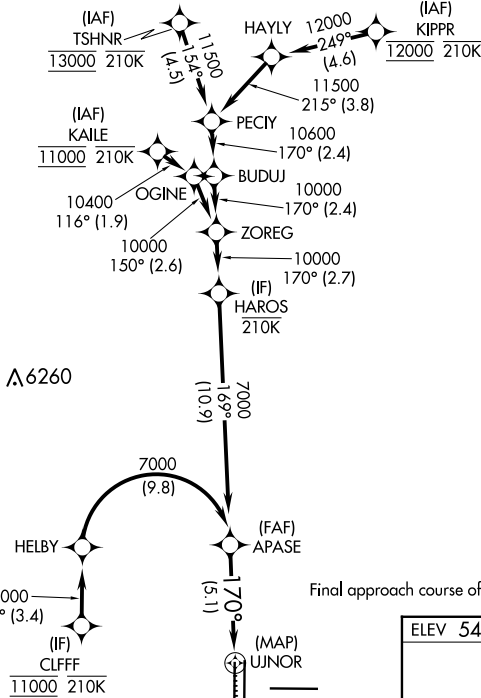 (IAF)
TSHNR
13000 210K
11500
154°
(4.5)
HAYLY
12000
249°
(4.6)
(IAF)
KIPPR
12000 210K
11500
215° (3.8)
PECIY
(IAF)
KAILE
11000 210K
10600
170° (2.4)
OGINE
BUDUJ
10400
116° (1.9)
10000
170° (2.4)
10000
150° (2.6)
ZOREG
10000
170° (2.7)
(IF)
HAROS
210K
6260
7000
169°
(10.9)
7000
(9.8)
HELBY
(FAF)
APASE
000
° (3.4)
170°
(5.1)
Final approach course of
(IF)
CLFFF
11000 210K
(MAP)
UJNOR
ELEV 54